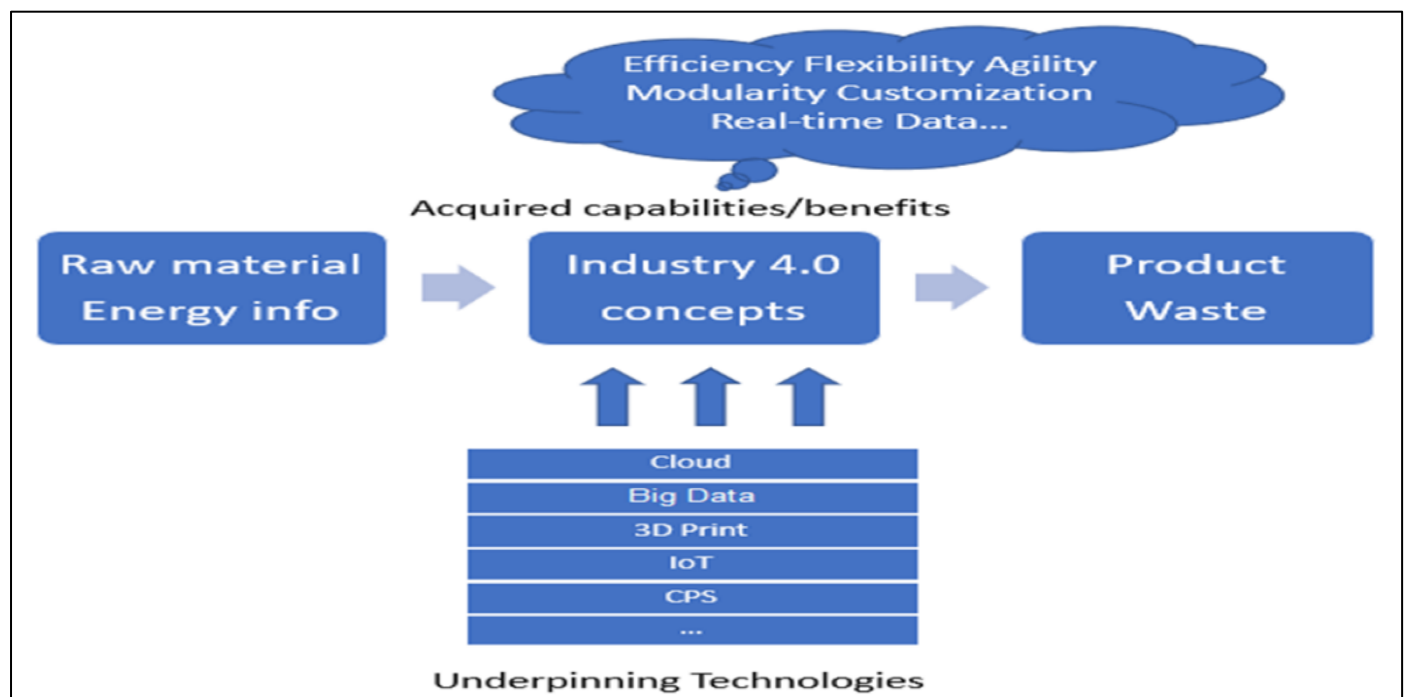 Efficiency Flexibility Agility
Modularity Customization
Real-time Data...
Acquired capabilities/benefits
Raw material
Energy info
Industry 4.0
concepts
Product
Waste
Cloud
Big Data
3D Print
IoT
CPS
...
Underpinning Technologies